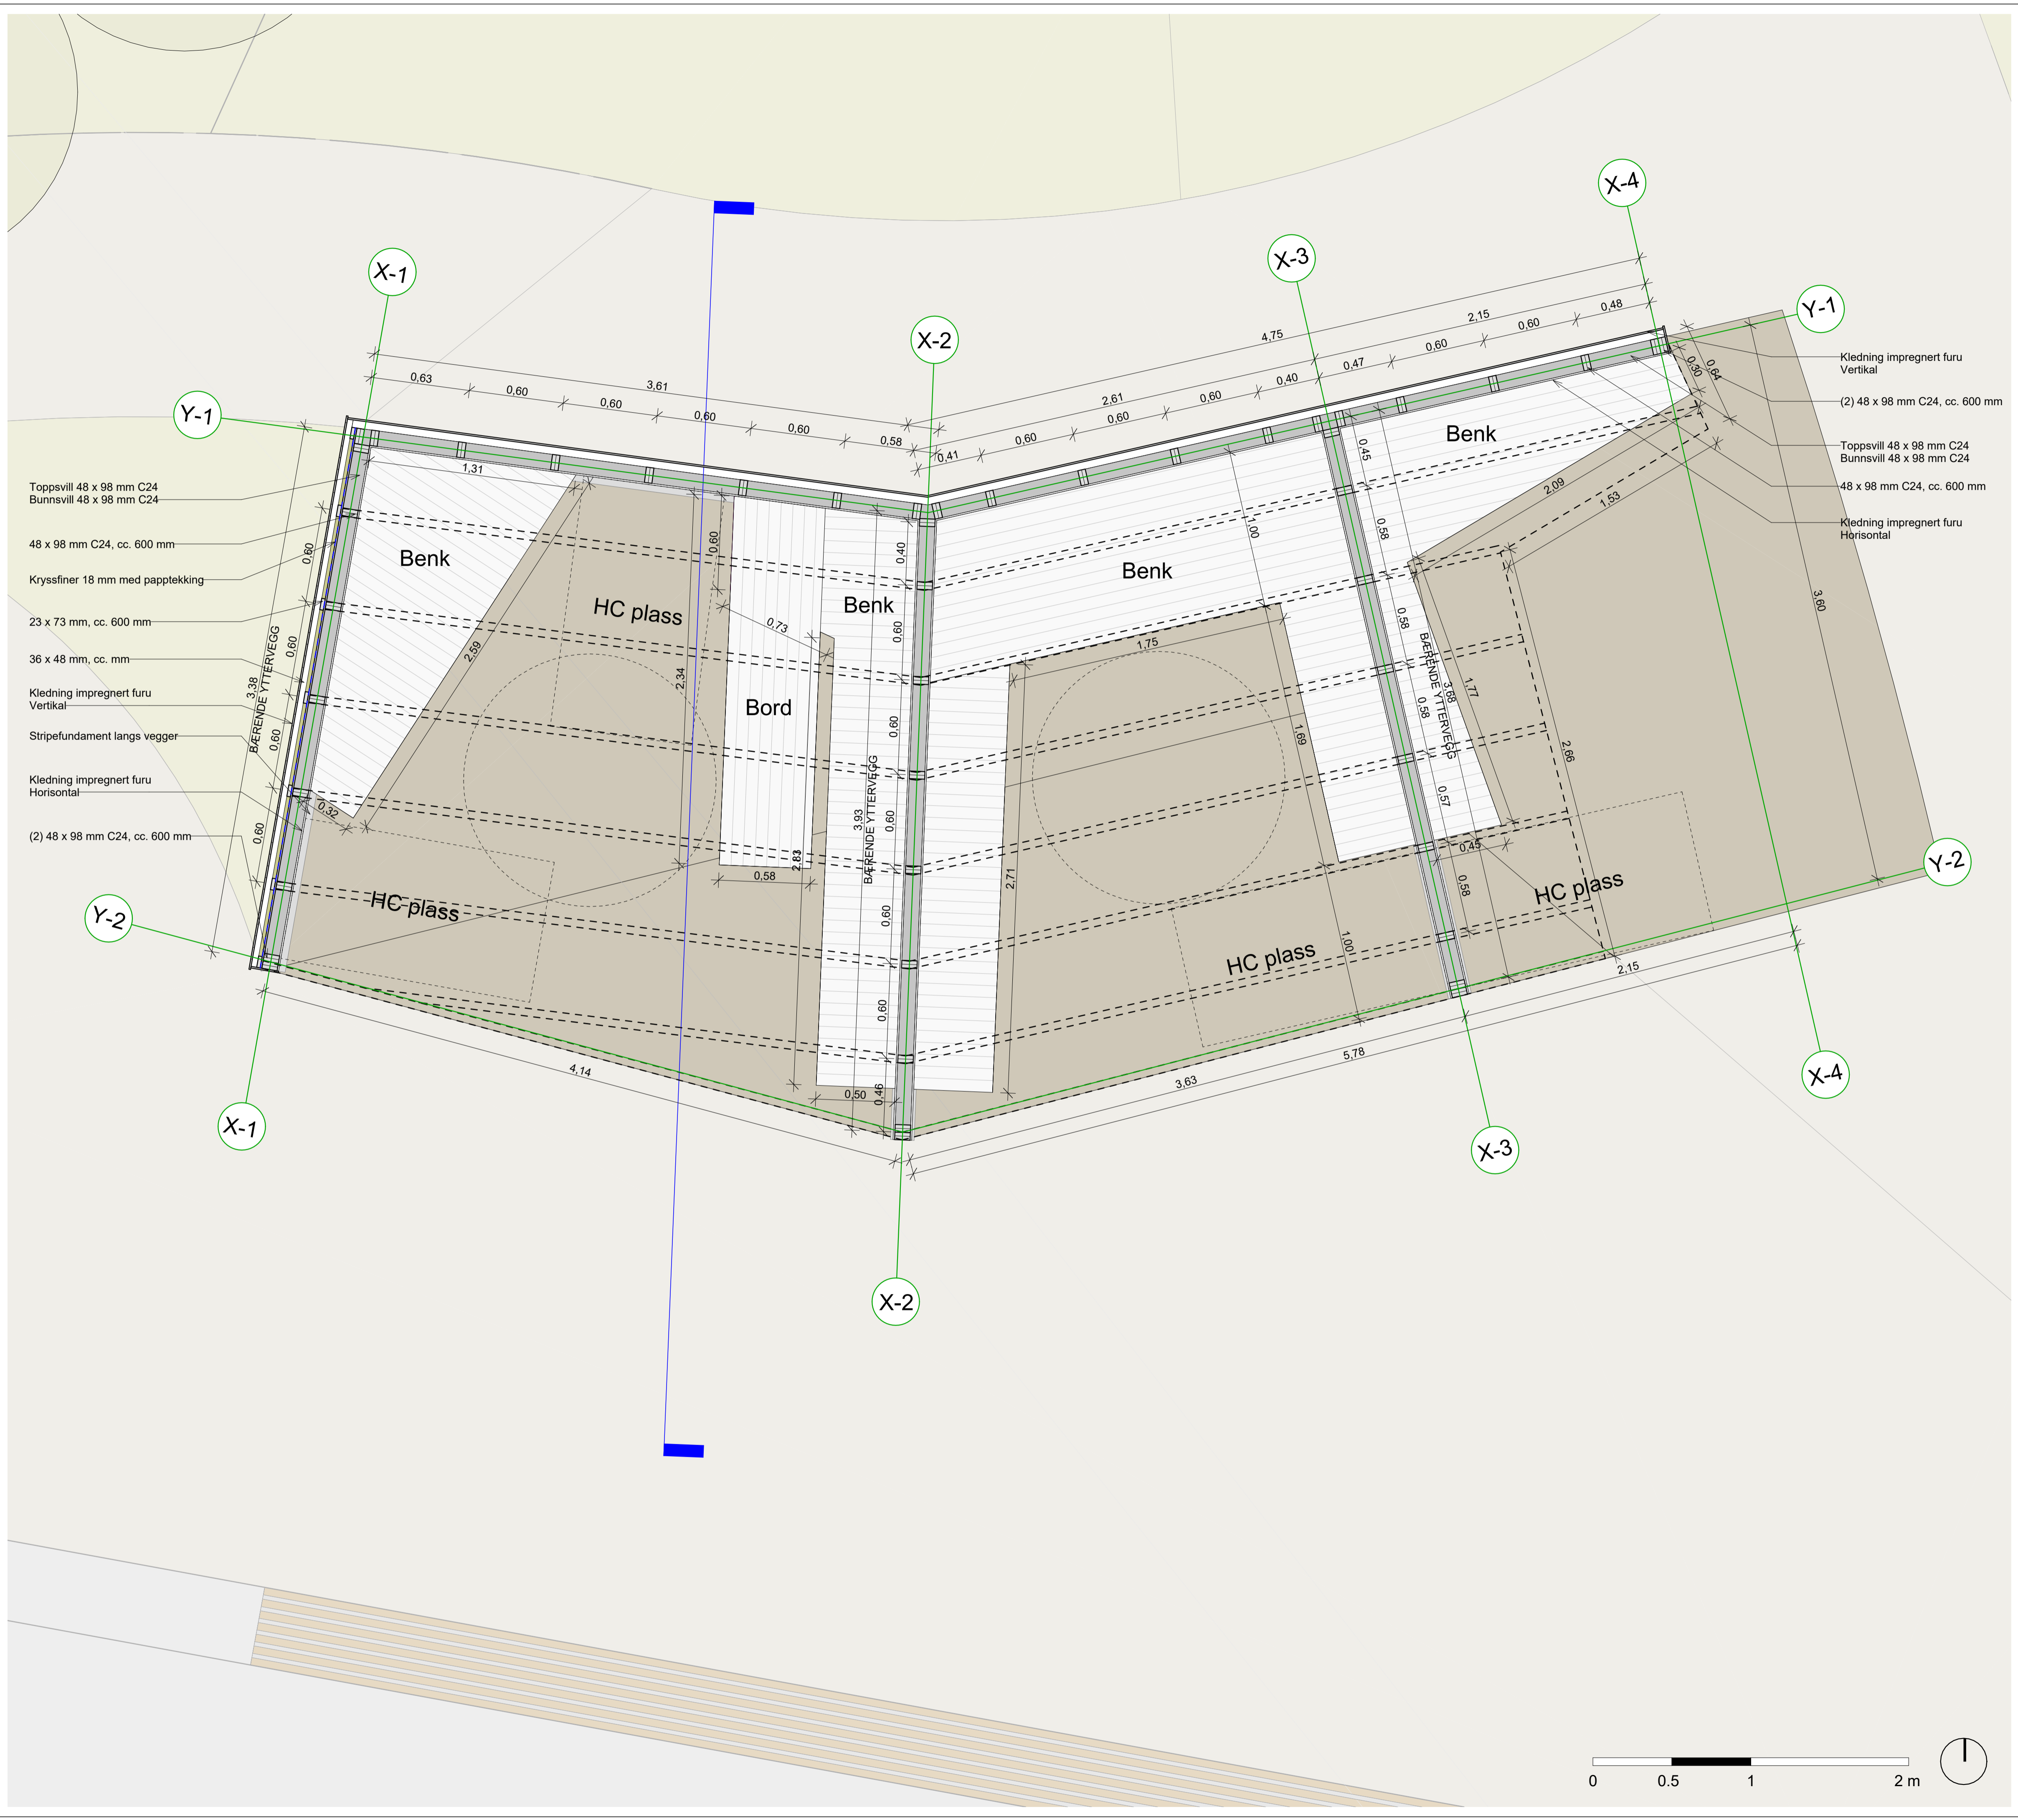 X-4
X-3
X-1
Y-1
X-2
Y-1
Y-2
4,75
2,15
0,48
0,60
0,60
0,47
0,40
2,61
0,60
0,60
0,60
0,41
3,61
0,63
0,60
0,60
0,60
0,60
0,58
1,31
Kledning impregnert furu
Vertikal
(2) 48 x 98 mm C24, cc. 600 mm
Toppsvill 48 x 98 mm C24
Bunnsvill 48 x 98 mm C24
48 x 98 mm C24, cc. 600 mm
Kledning impregnert furu
Horisontal
0,30
0,64
Toppsvill 48 x 98 mm C24
Bunnsvill 48 x 98 mm C24
48 x 98 mm C24, cc. 600 mm
Kryssfiner 18 mm med papptekking
23 x 73 mm, cc. 600 mm
36 x 48 mm, cc. mm
Kledning impregnert furu
Vertikal
Stripefundament langs vegger
Kledning impregnert furu
Horisontal
(2) 48 x 98 mm C24, cc. 600 mm
BÆRENDE YTTERVEGG
3,38
0,60
0,60
0,60
0,60
0,32
Benk
2,59
HC plass
HC plass
0,60
0,73
2,34
Bord
0,58
2,83
Benk
0,40
0,60
0,60
0,60
0,60
0,60
0,46
3,93
BÆRENDE YTTERVEGG
0,50
Benk
1,00
1,75
2,71
1,69
1,00
HC plass
Benk
0,45
0,58
0,58
0,58
0,57
0,58
BÆRENDE YTTERVEGG
3,68
1,77
0,45
2,09
1,53
2,66
3,60
HC plass
2,15
5,78
3,63
4,14
Y-2
X-4
X-1
X-3
X-2
0 0.5 1 2 m